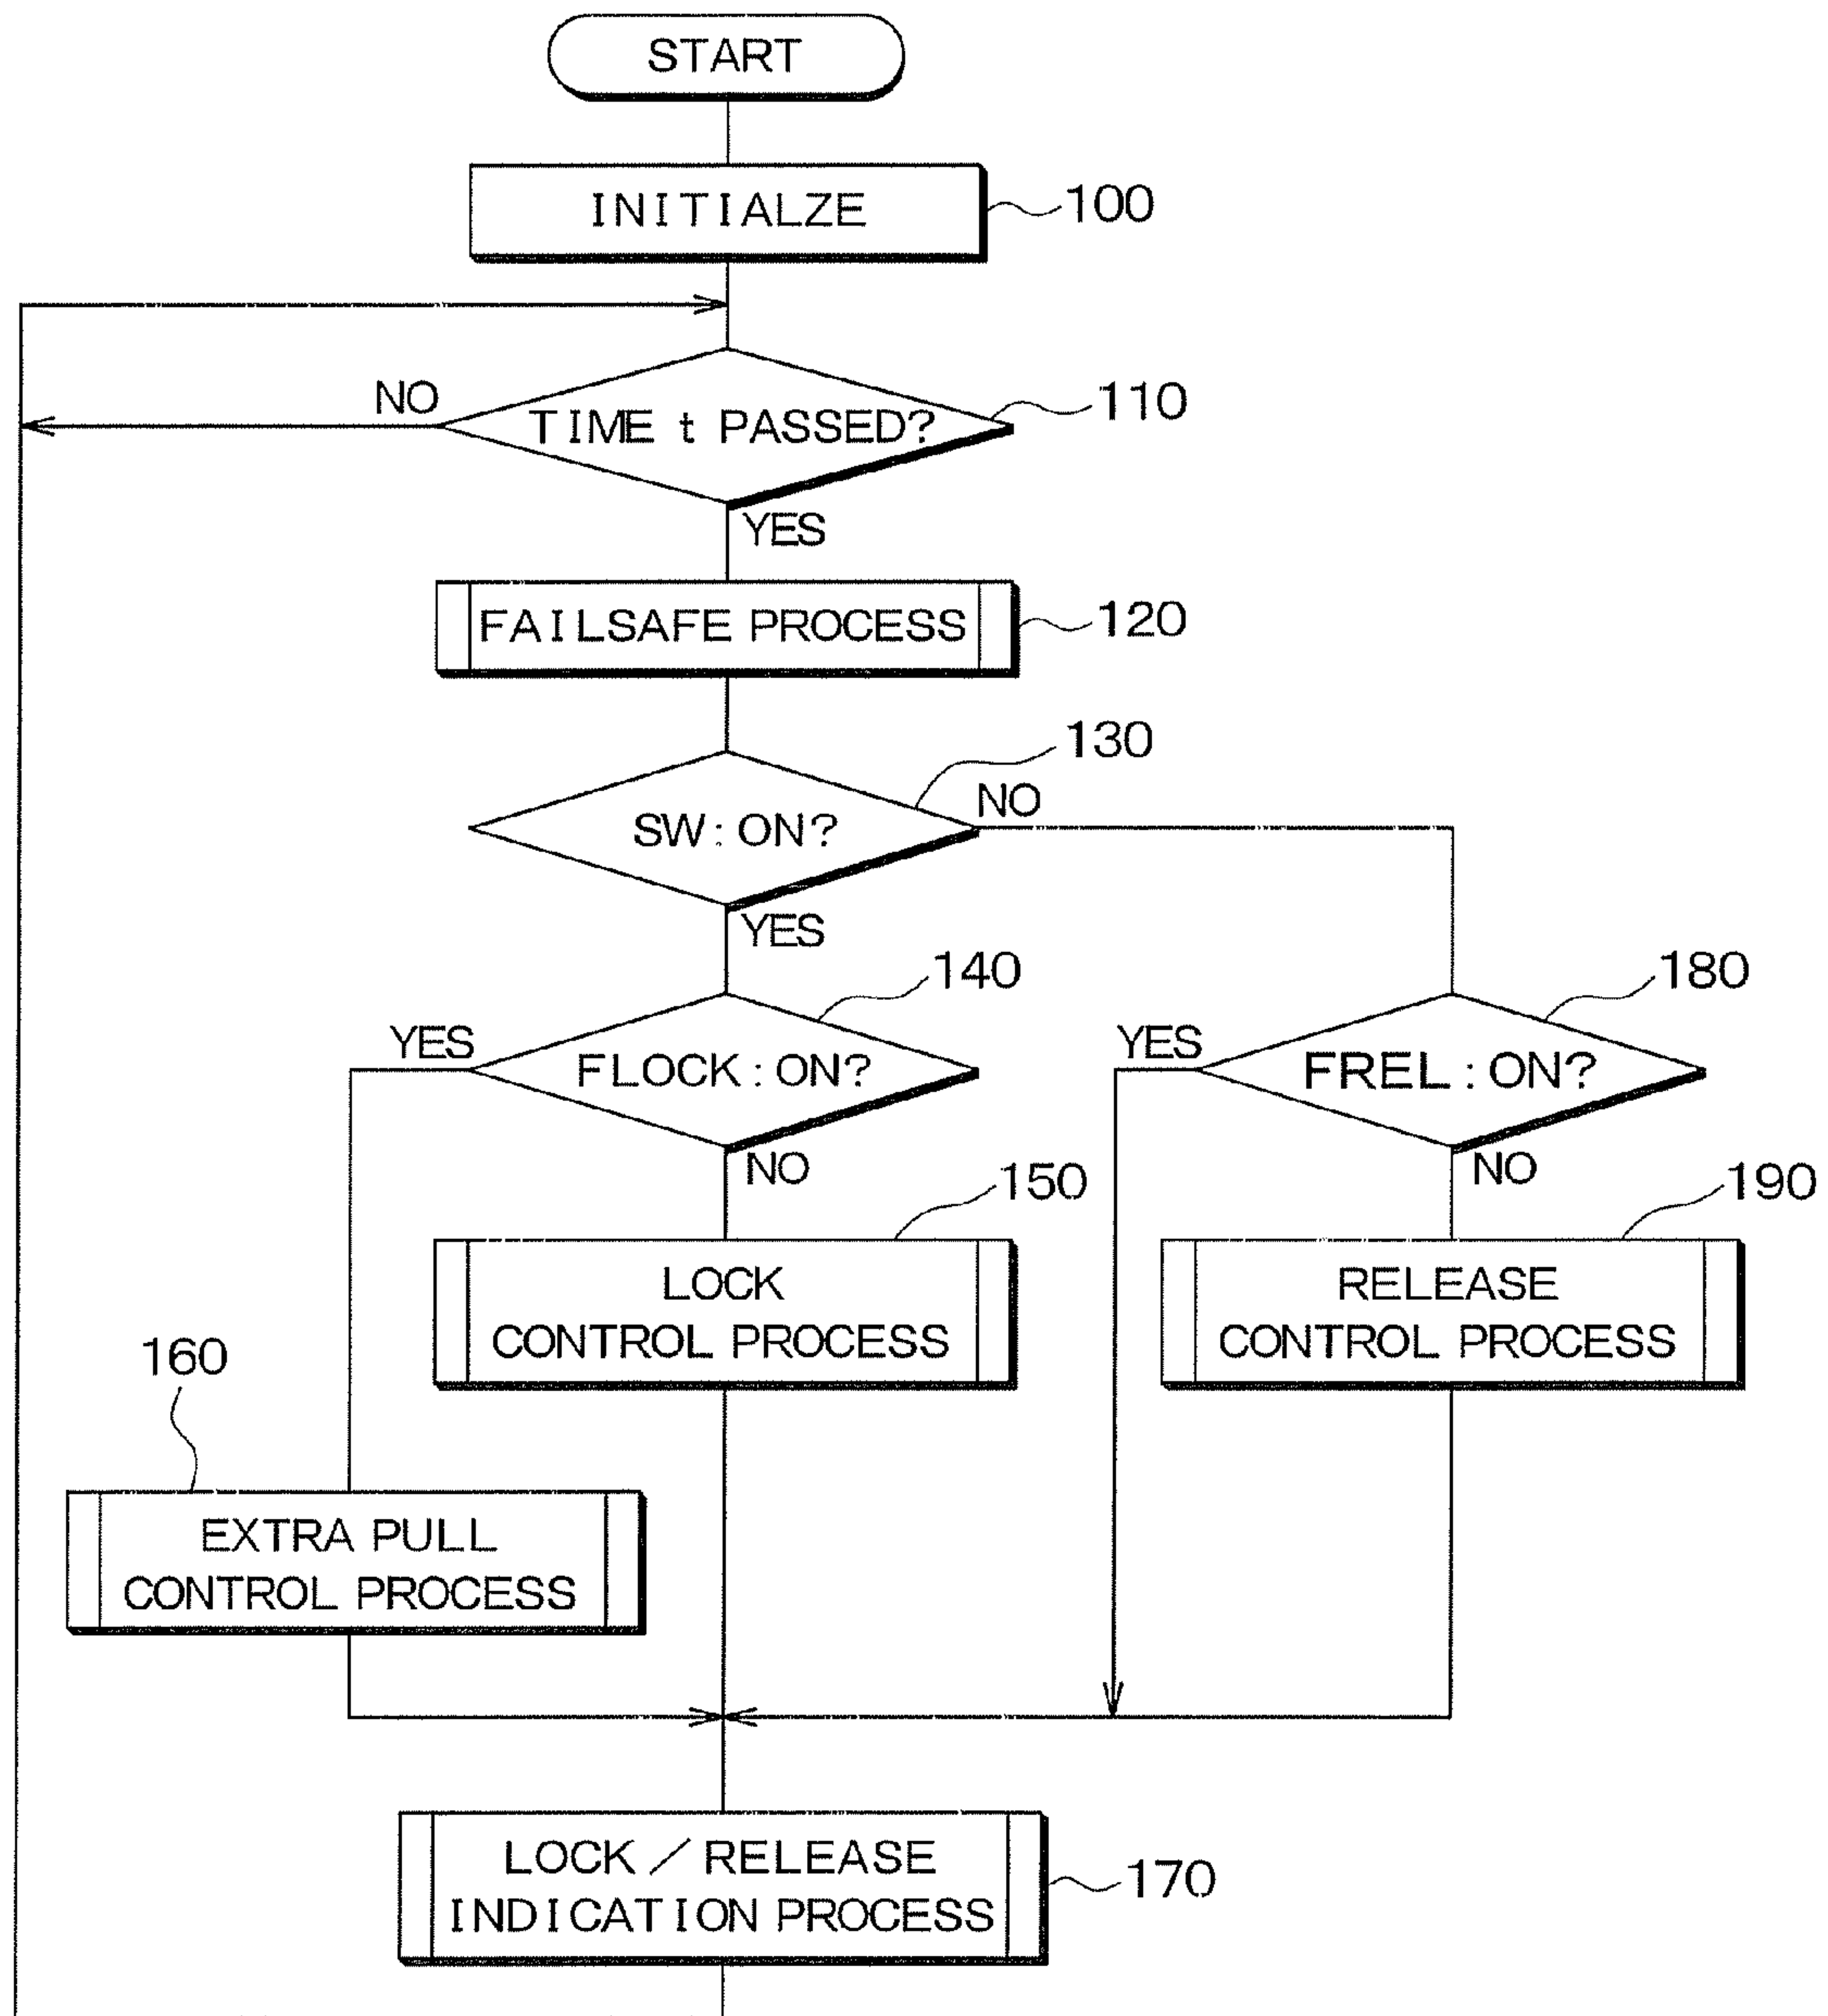 START
INITIALZE
100
NO
TIME t PASSED?
110
YES
FAILSAFE PROCESS
120
130
SW:ON?
NO
YES
140
180
YES
FLOCK:ON?
YES
FREL:ON?
NO
150
NO
190
LOCK
CONTROL PROCESS
RELEASE
CONTROL PROCESS
160
EXTRA PULL
CONTROL PROCESS
LOCK/RELEASE
INDICATION PROCESS
170